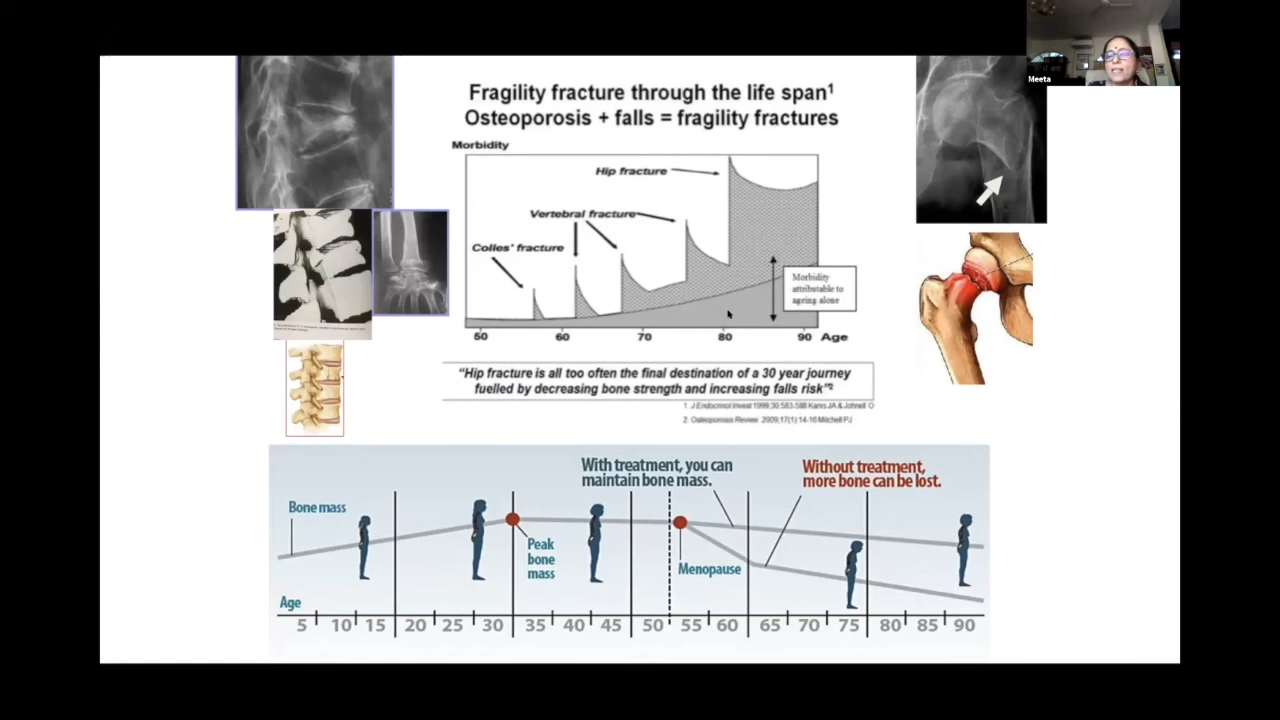 Meeta
Fragility fracture through the life span1
Osteoporosis + falls = fragility fractures
Morbidity
Hip fracture
Vertebral fracture
Colles' fracture
Morbidity
attributable to
ageing alone
50 60 70 80 90 Age
"Hip fracture is all too often the final destination of a 30 year journey
fuelled by decreasing bone strength and increasing falls risk"2
1. J Endocrinol Invest 1999;30:583-588 Kanis JA & Johnell O
2. Osteoporosis Review 2009;17(1):14-16 Mitchell PJ
With treatment, you can
maintain bone mass.
Without treatment,
more bone can be lost.
Bone mass
Peak
bone
mass
Menopause
Age
5 10 15 20 25 30 35 40 45 50 55 60 65 70 75 80 85 90